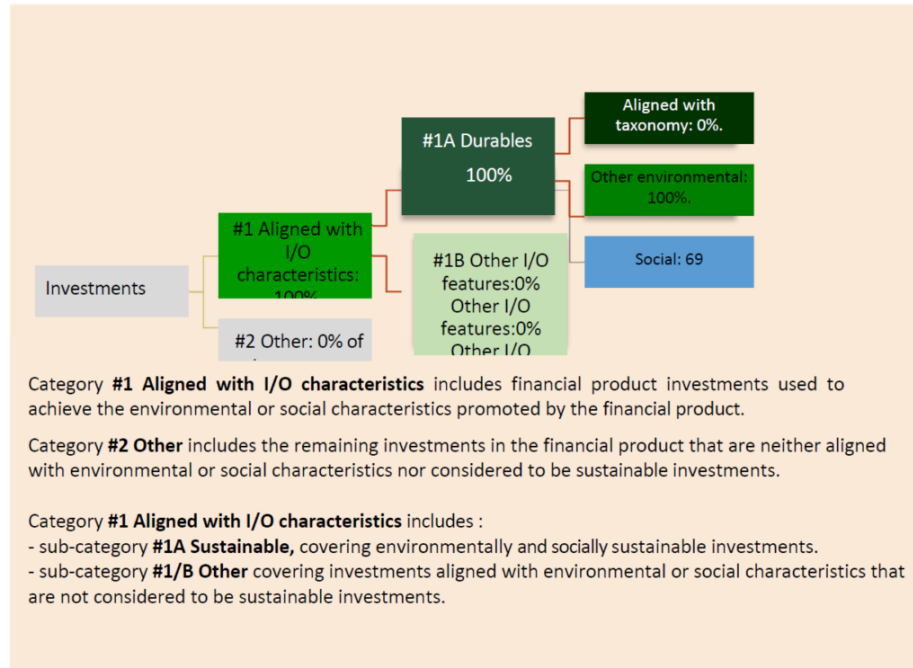 Aligned with
taxonomy: 0%.
#1A Durables
100%
Other environmental:
100%.
#1 Aligned with
I/O
characteristics:
100%
#1B Other I/O
features:0%
Other I/O
features:0%
Other I/O
Social: 69
Investments
#2 Other: 0% of
Category #1 Aligned with I/O characteristics includes financial product investments used to
achieve the environmental or social characteristics promoted by the financial product.
Category #2 Other includes the remaining investments in the financial product that are neither aligned
with environmental or social characteristics nor considered to be sustainable investments.
Category #1 Aligned with I/O characteristics includes :
- sub-category #1A Sustainable, covering environmentally and socially sustainable investments.
- sub-category #1/B Other covering investments aligned with environmental or social characteristics that
are not considered to be sustainable investments.